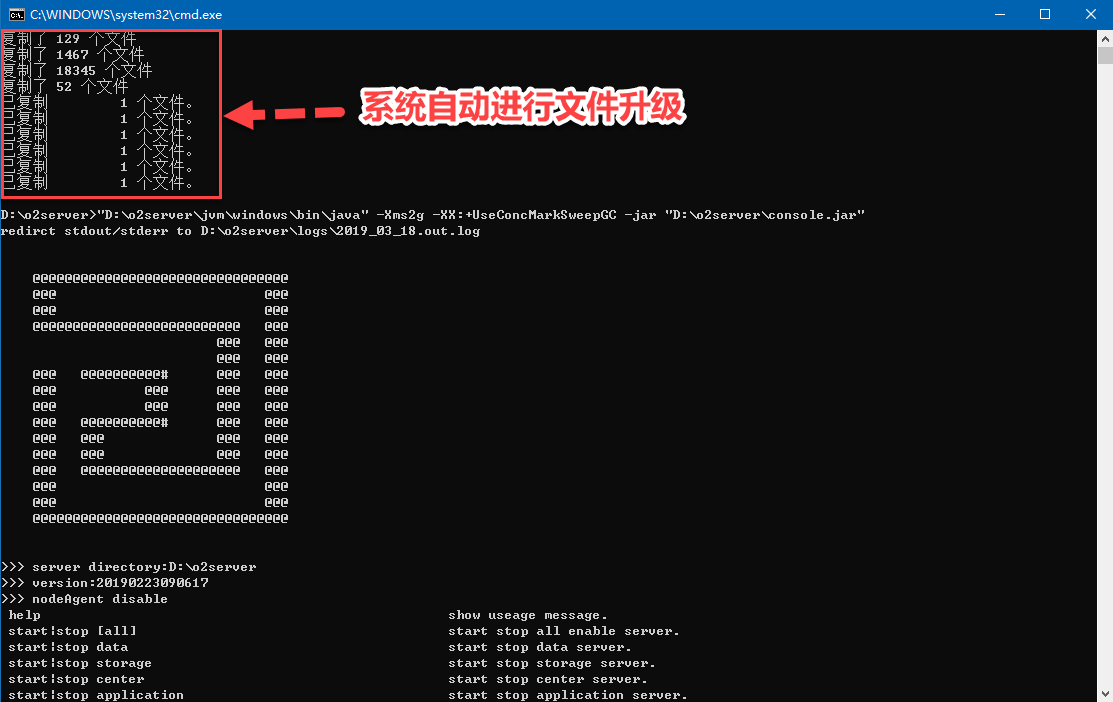 C:\WINDOWS\system32\cmd.exe
复制了 129 个文件
复制了 1467 个文件
复制了 18345 个文件
复制了 52 个文件
已复制         1 个文件。
已复制         1 个文件。
已复制         1 个文件。
已复制         1 个文件。
已复制         1 个文件。
已复制         1 个文件。
系统自动进行文件升级
D:\o2server>"D:\o2server\jvm\windows\bin\java" -Xms2g -XX:+UseConcMarkSweepGC -jar "D:\o2server\console.jar"
redirct stdout/stderr to D:\o2server\logs\2019_03_18.out.log
@@@@@@@@@@@@@@@@@@@@@@@@@@@@@@@@
@@@                          @@@
@@@                          @@@
@@@@@@@@@@@@@@@@@@@@@@@@@@   @@@
                       @@@   @@@
                       @@@   @@@
@@@   @@@@@@@@@@#      @@@   @@@
@@@           @@@      @@@   @@@
@@@           @@@      @@@   @@@
@@@   @@@@@@@@@@#      @@@   @@@
@@@   @@@              @@@   @@@
@@@   @@@              @@@   @@@
@@@   @@@@@@@@@@@@@@@@@@@@   @@@
@@@                          @@@
@@@                          @@@
@@@@@@@@@@@@@@@@@@@@@@@@@@@@@@@@
>>> server directory:D:\o2server
>>> version:20190223090617
>>> nodeAgent disable
help                                                   show useage message.
start|stop [all]                                       start stop all enable server.
start|stop data                                        start stop data server.
start|stop storage                                     start stop storage server.
start|stop center                                      start stop center server.
start|stop application                                 start stop application server.